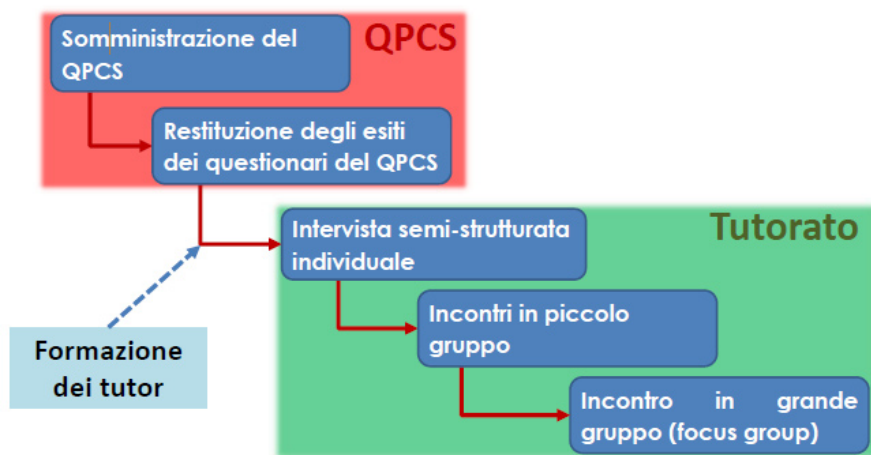 QPCS
Somministrazione del
QPCS
Restituzione degli esiti
dei questionari del QPCS
Tutorato
Intervista semi-strutturata
individuale
Incontri in piccolo
gruppo
Formazione
dei tutor
Incontro in grande
gruppo (focus group)